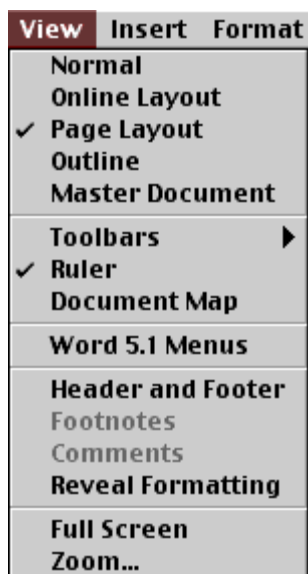 View Insert Format
Normal
Online Layout
✓ Page Layout
Outline
Master Document
Toolbars ▶
✓ Ruler
Document Map
Word 5.1 Menus
Header and Footer
Footnotes
Comments
Reveal Formatting
Full Screen
Zoom...